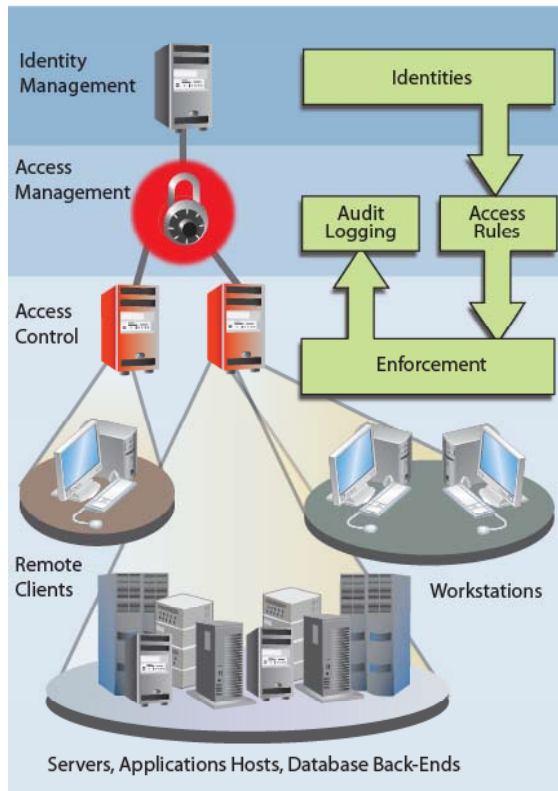 Identity
Management
Identities
Access
Management
Audit
Logging
Access
Rules
Access
Control
Enforcement
Remote
Clients
Workstations
Servers, Applications Hosts, Database Back-Ends